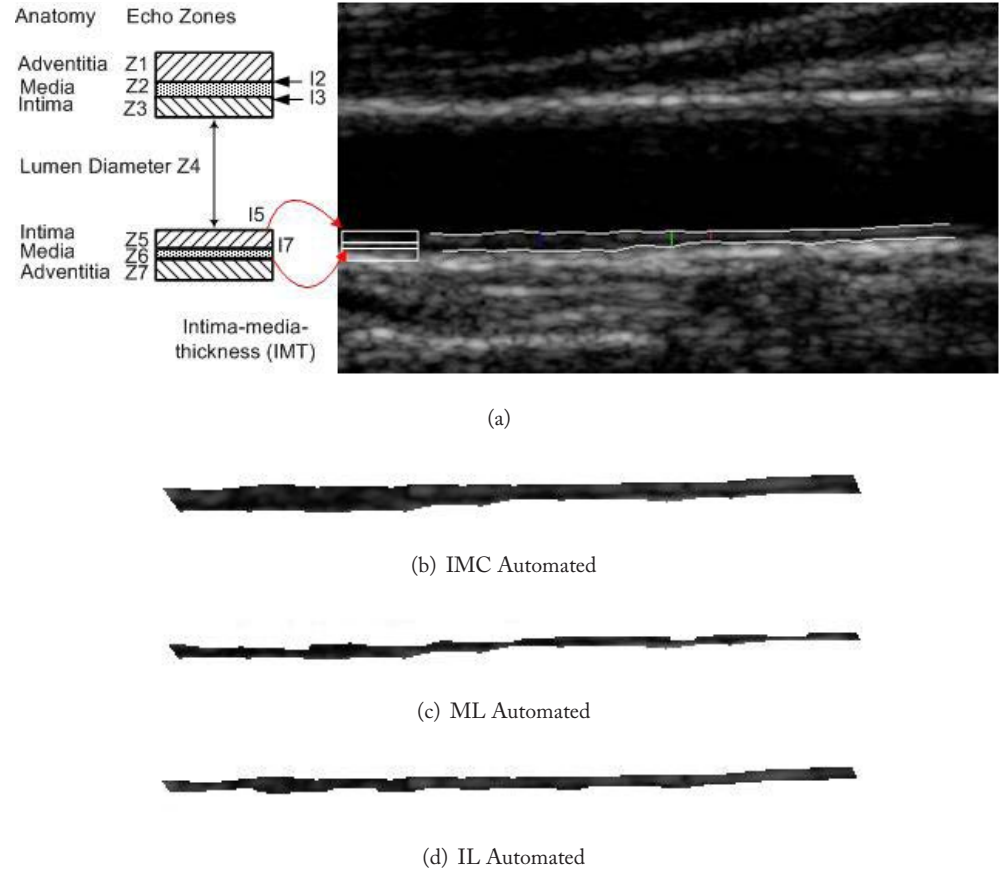 Anatomy Echo Zones
Adventitia Z1
I2
Media Z2
I3
Intima Z3
Lumen Diameter Z4
I5
Intima Z5
I7
Media Z6
Adventitia Z7
Intima-media-
thickness (IMT)
(a)
(b) IMC Automated
(c) ML Automated
(d) IL Automated